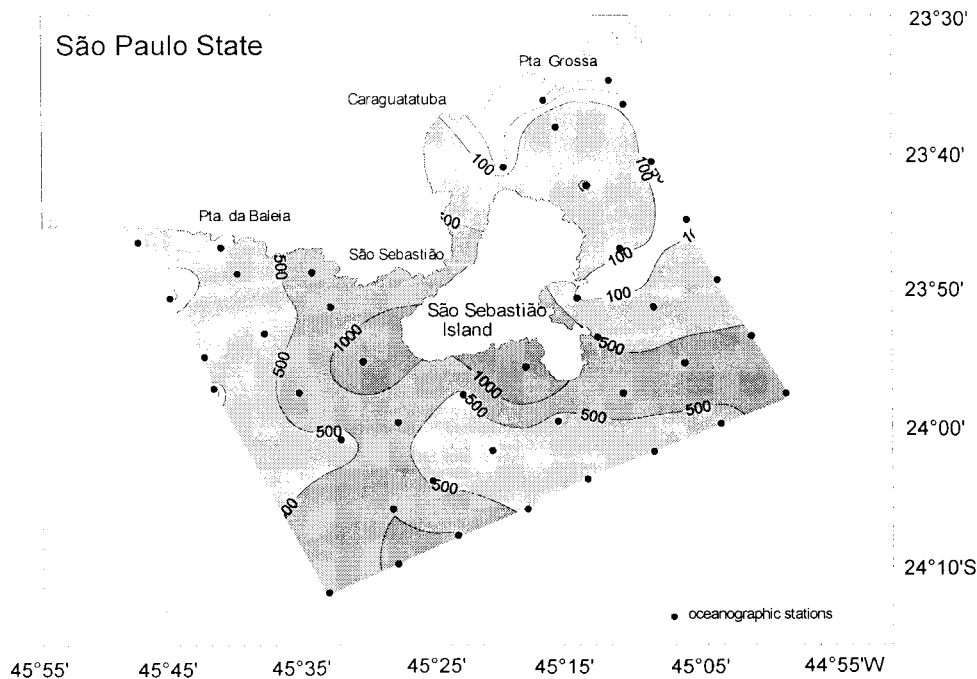 São Paulo State
23°30'
Pta. Grossa
Caraguatatuba
100
23°40'
100
Pta. da Baleia
500
São Sebastião
100
23°50'
100
São Sebastião
Island
1000
500
500
1000
500
500
500
500
24°00'
500
24°10'S
oceanographic stations
45°55'
45°45'
45°35'
45°25'
45°15'
45°05'
44°55'W